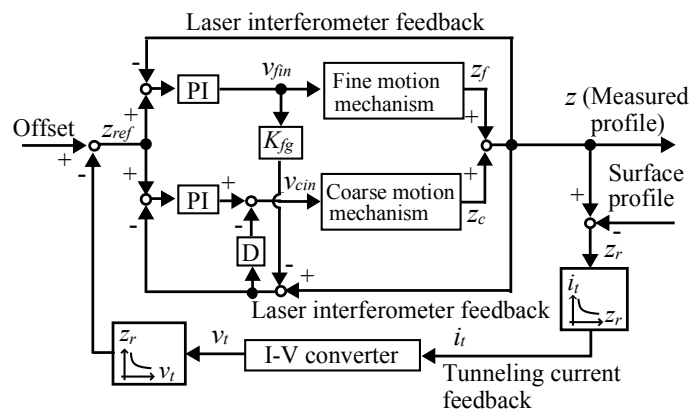 Laser interferometer feedback
-
PI
v_fin
Fine motion
mechanism
z_f
+
+
z (Measured
profile)
Offset
+
-
z_ref
K_fg
+
-
PI
+
-
v_cin
Coarse motion
mechanism
+
z_c
+
-
Surface
profile
z_r
D
-
+
Laser interferometer feedback
i_t
z_r
z_r
v_t
v_t
I-V converter
i_t
Tunneling current
feedback